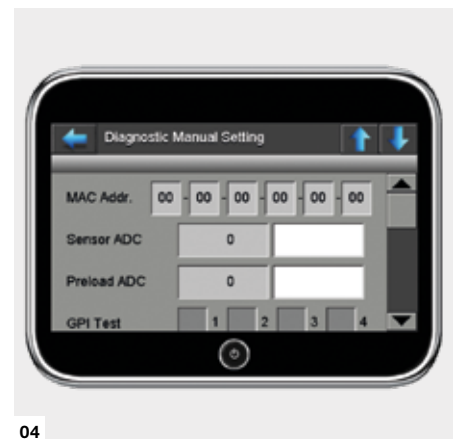 Diagnostic Manual Setting
MAC Addr. 00 - 00 - 00 - 00 - 00 - 00
Sensor ADC 0
Preload ADC 0
GPI Test 1 2 3 4
04